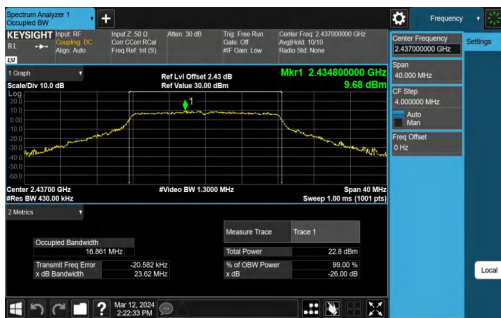 Spectrum Analyzer 1
Occupied BW
Frequency
KEYSIGHT
Input: RF
Coupling: DC
Align: Auto
Input Z: 50 Ω
Corr CCorr RCal
Freq Ref: Int (S)
Atten: 30 dB
Trig: Free Run
Gate: Off
#IF Gain: Low
Center Freq: 2.437000000 GHz
Avg|Hold: 10/10
Radio Std: None
RL
Center Frequency
2.437000000 GHz
Settings
Span
40.000 MHz
CF Step
4.000000 MHz
Auto
Man
Freq Offset
0 Hz
Local
1 Graph
Scale/Div 10.0 dB
Ref Lvl Offset 2.43 dB
Ref Value 30.00 dBm
Mkr1 2.434800000 GHz
9.68 dBm
Log
20.0
10.0
0.00
-10.0
-20.0
-30.0
-40.0
-50.0
-60.0
1
Center 2.43700 GHz
#Res BW 430.00 kHz
#Video BW 1.3000 MHz
Span 40 MHz
Sweep 1.00 ms (1001 pts)
2 Metrics
Measure Trace
Trace 1
Occupied Bandwidth
16.861 MHz
Total Power
22.8 dBm
Transmit Freq Error
-20.582 kHz
% of OBW Power
99.00 %
x dB Bandwidth
23.62 MHz
x dB
-26.00 dB
Mar 12, 2024
2:22:33 PM